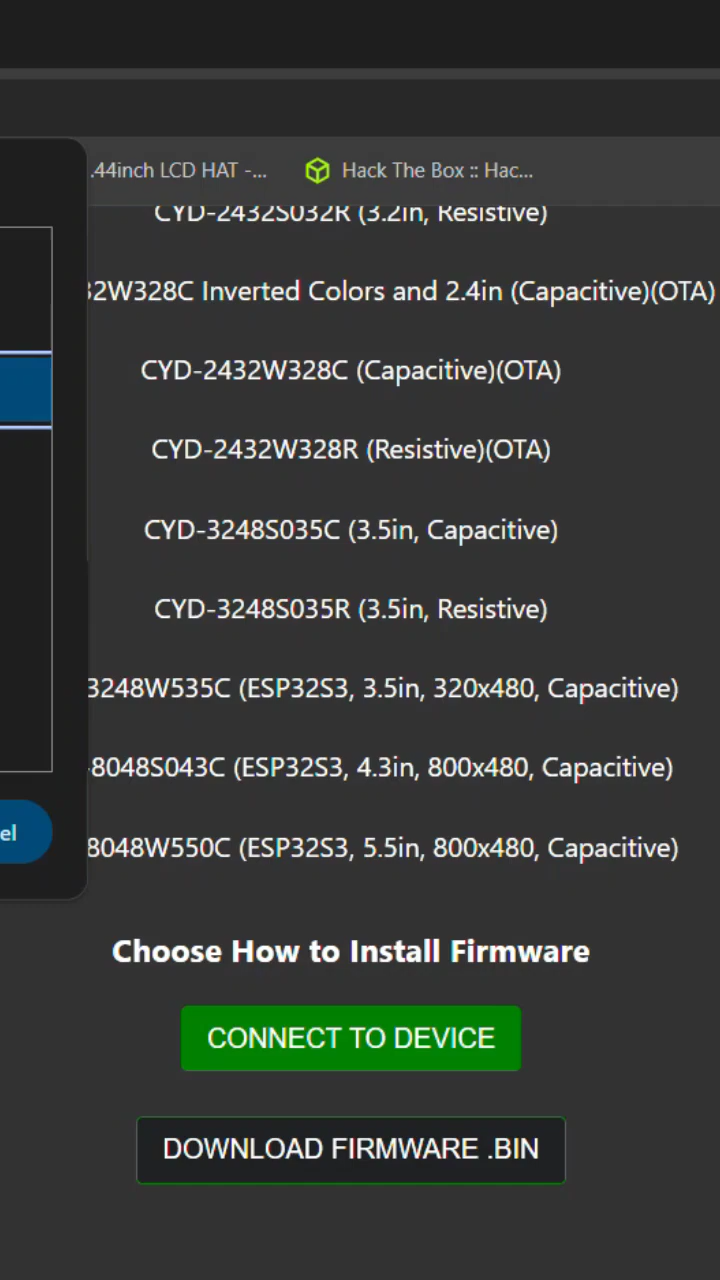 .44inch LCD HAT -...
Hack The Box :: Hac...
CYD-2432S032R (3.2in, Resistive)
32W328C Inverted Colors and 2.4in (Capacitive)(OTA)
CYD-2432W328C (Capacitive)(OTA)
CYD-2432W328R (Resistive)(OTA)
CYD-3248S035C (3.5in, Capacitive)
CYD-3248S035R (3.5in, Resistive)
3248W535C (ESP32S3, 3.5in, 320x480, Capacitive)
-8048S043C (ESP32S3, 4.3in, 800x480, Capacitive)
el
8048W550C (ESP32S3, 5.5in, 800x480, Capacitive)
Choose How to Install Firmware
CONNECT TO DEVICE
DOWNLOAD FIRMWARE .BIN